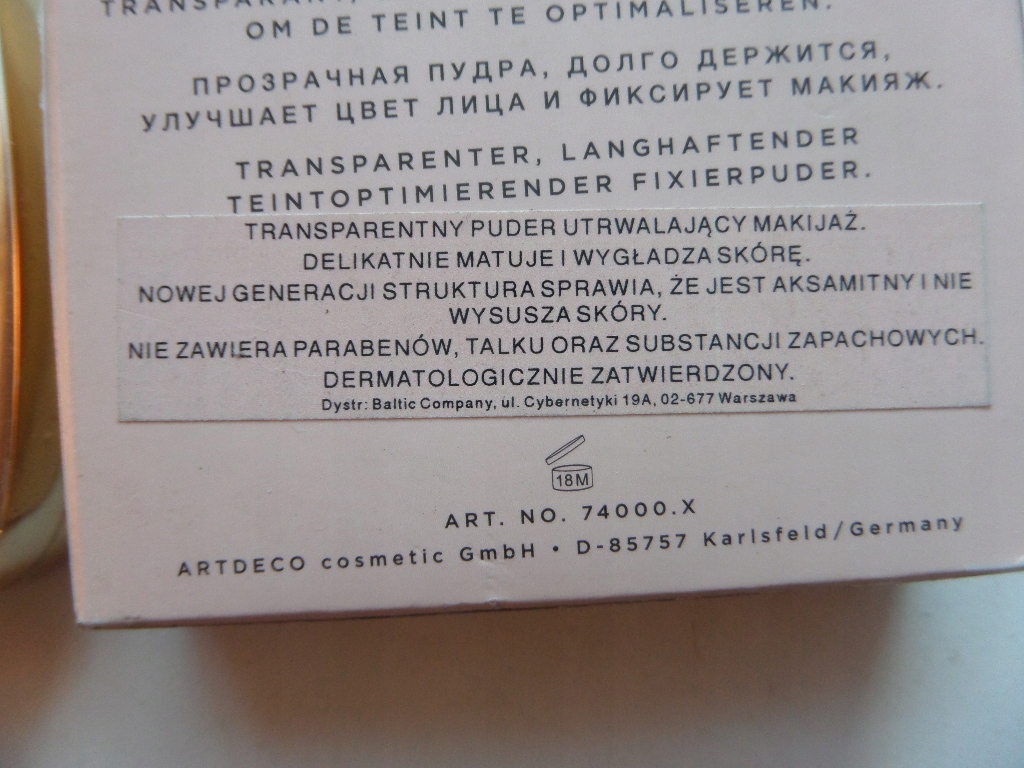 OM DE TEINT TE OPTIMALISEREN.
ПРОЗРАЧНАЯ ПУДРА, ДОЛГО ДЕРЖИТСЯ,
УЛУЧШАЕТ ЦВЕТ ЛИЦА И ФИКСИРУЕТ МАКИЯЖ.
TRANSPARENTER, LANGHAFTENDER
TEINTOPTIMIERENDER FIXIERPUDER.
TRANSPARENTNY PUDER UTRWALAJĄCY MAKIJAŻ.
DELIKATNIE MATUJE I WYGŁADZA SKÓRĘ.
NOWEJ GENERACJI STRUKTURA SPRAWIA, ŻE JEST AKSAMITNY I NIE
WYSUSZA SKÓRY.
NIE ZAWIERA PARABENÓW, TALKU ORAZ SUBSTANCJI ZAPACHOWYCH.
DERMATOLOGICZNIE ZATWIERDZONY.
Dystr: Baltic Company, ul. Cybernetyki 19A, 02-677 Warszawa
18M
ART. NO. 74000.X
ARTDECO cosmetic GmbH • D-85757 Karlsfeld/Germany